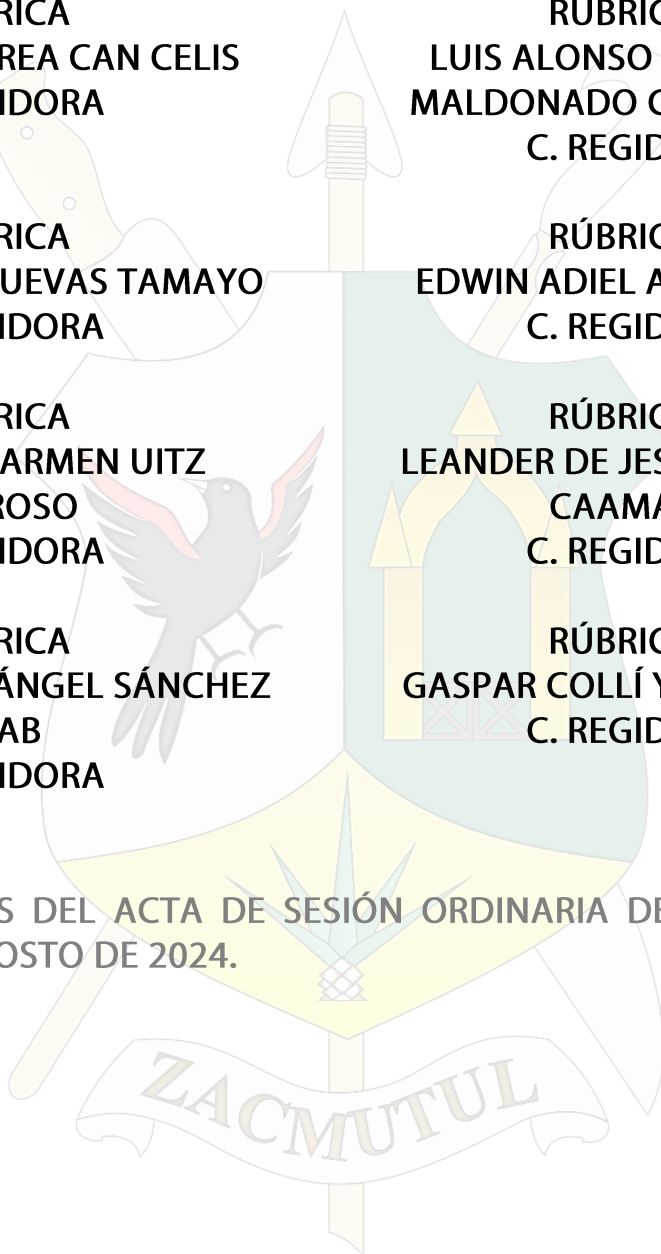 RICA
REA CAN CELIS
IDORA
RICA
UEVAS TAMAYO
IDORA
RICA
ARMEN UITZ
ROSO
IDORA
RICA
ÁNGEL SÁNCHEZ
AB
IDORA
RÚBRIC
LUIS ALONSO
MALDONADO C
C. REGID
RÚBRIC
EDWIN ADIEL A
C. REGID
RÚBRIC
LEANDER DE JES
CAAMA
C. REGID
RÚBRIC
GASPAR COLLÍ Y
C. REGID
S DEL ACTA DE SESIÓN ORDINARIA DE
OSTO DE 2024.
ZACMUTUL